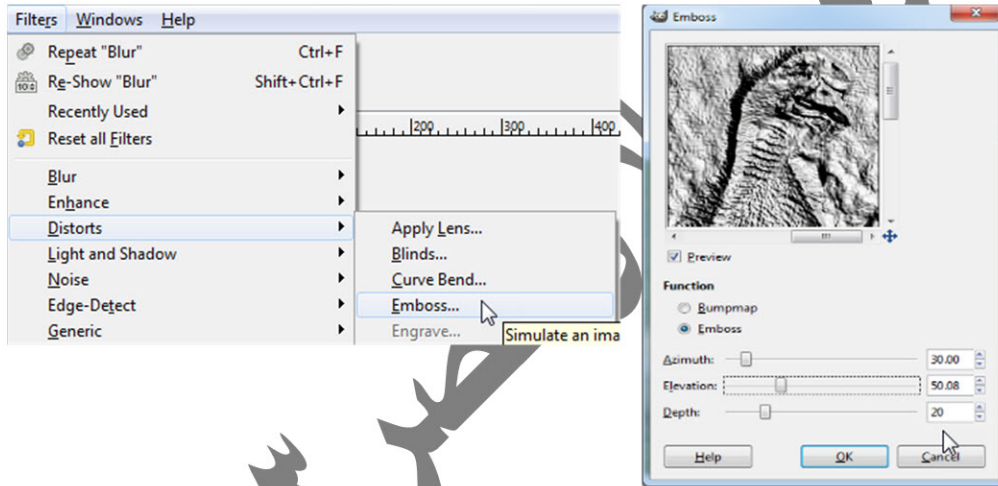 Filters Windows Help
Repeat "Blur" Ctrl+F
Re-Show "Blur" Shift+Ctrl+F
Recently Used
Reset all Filters
200 300 400
Blur
Enhance
Distorts
Light and Shadow
Noise
Edge-Detect
Generic
Apply Lens...
Blinds...
Curve Bend...
Emboss...
Engrave...
Simulate an ima
Emboss
Preview
Function
Bumpmap
Emboss
Azimuth: 30.00
Elevation: 50.08
Depth: 20
Help OK Cancel